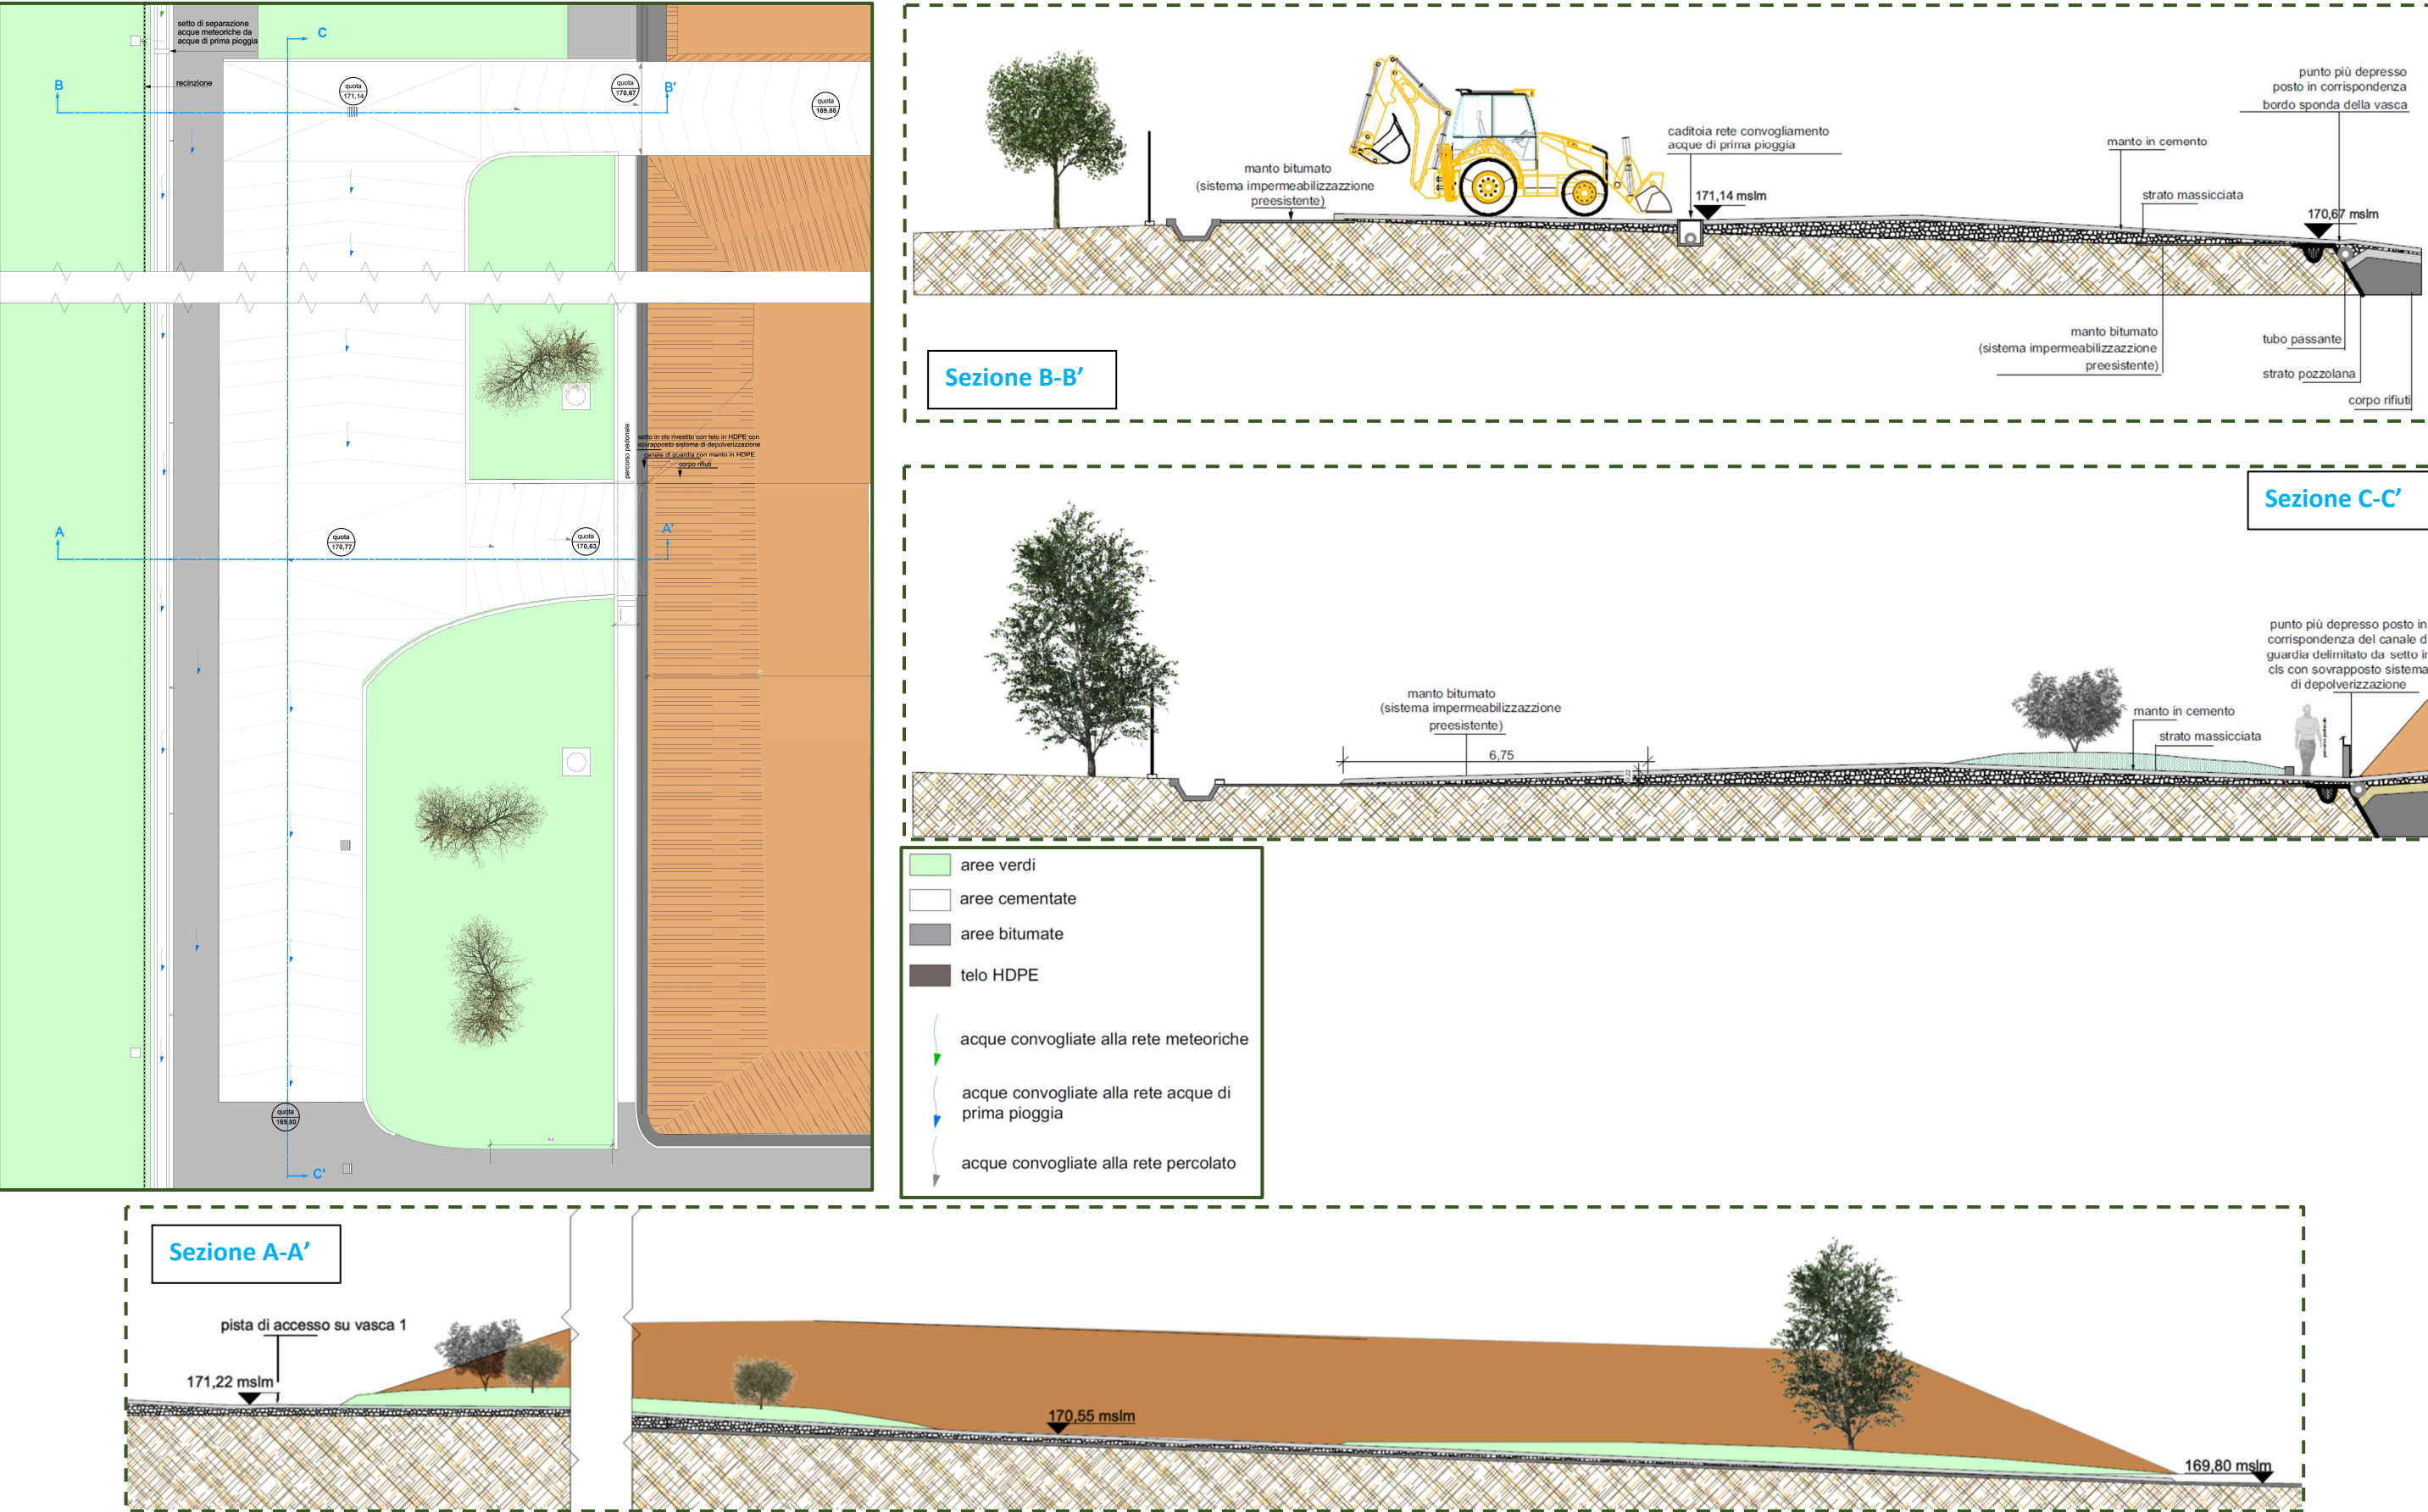 setto di separazione
acque meteoriche da
acque di prima pioggia
C
recinzione
B
quota
171,14
quota
170,67
B'
quota
169,88
percorso pedonale
setto in cls rivestito con telo in HDPE con
sovrapposto sistema di depolverizzazione
canale di guardia con manto in HDPE
corpo rifiuti
A
quota
170,77
quota
170,63
A'
quota
169,80
C'
manto bitumato
(sistema impermeabilizzazzione
preesistente)
caditoia rete convogliamento
acque di prima pioggia
171,14 mslm
manto in cemento
strato massicciata
punto più depresso
posto in corrispondenza
bordo sponda della vasca
170,67 mslm
manto bitumato
(sistema impermeabilizzazzione
preesistente)
tubo passante
strato pozzolana
corpo rifiuti
Sezione B-B’
Sezione C-C’
manto bitumato
(sistema impermeabilizzazzione
preesistente)
6,75
manto in cemento
strato massicciata
punto più depresso posto in
corrispondenza del canale d
guardia delimitato da setto in
cls con sovrapposto sistema
di depolverizzazione
aree verdi
aree cementate
aree bitumate
telo HDPE
acque convogliate alla rete meteoriche
acque convogliate alla rete acque di
prima pioggia
acque convogliate alla rete percolato
Sezione A-A’
pista di accesso su vasca 1
171,22 mslm
170,55 mslm
169,80 mslm